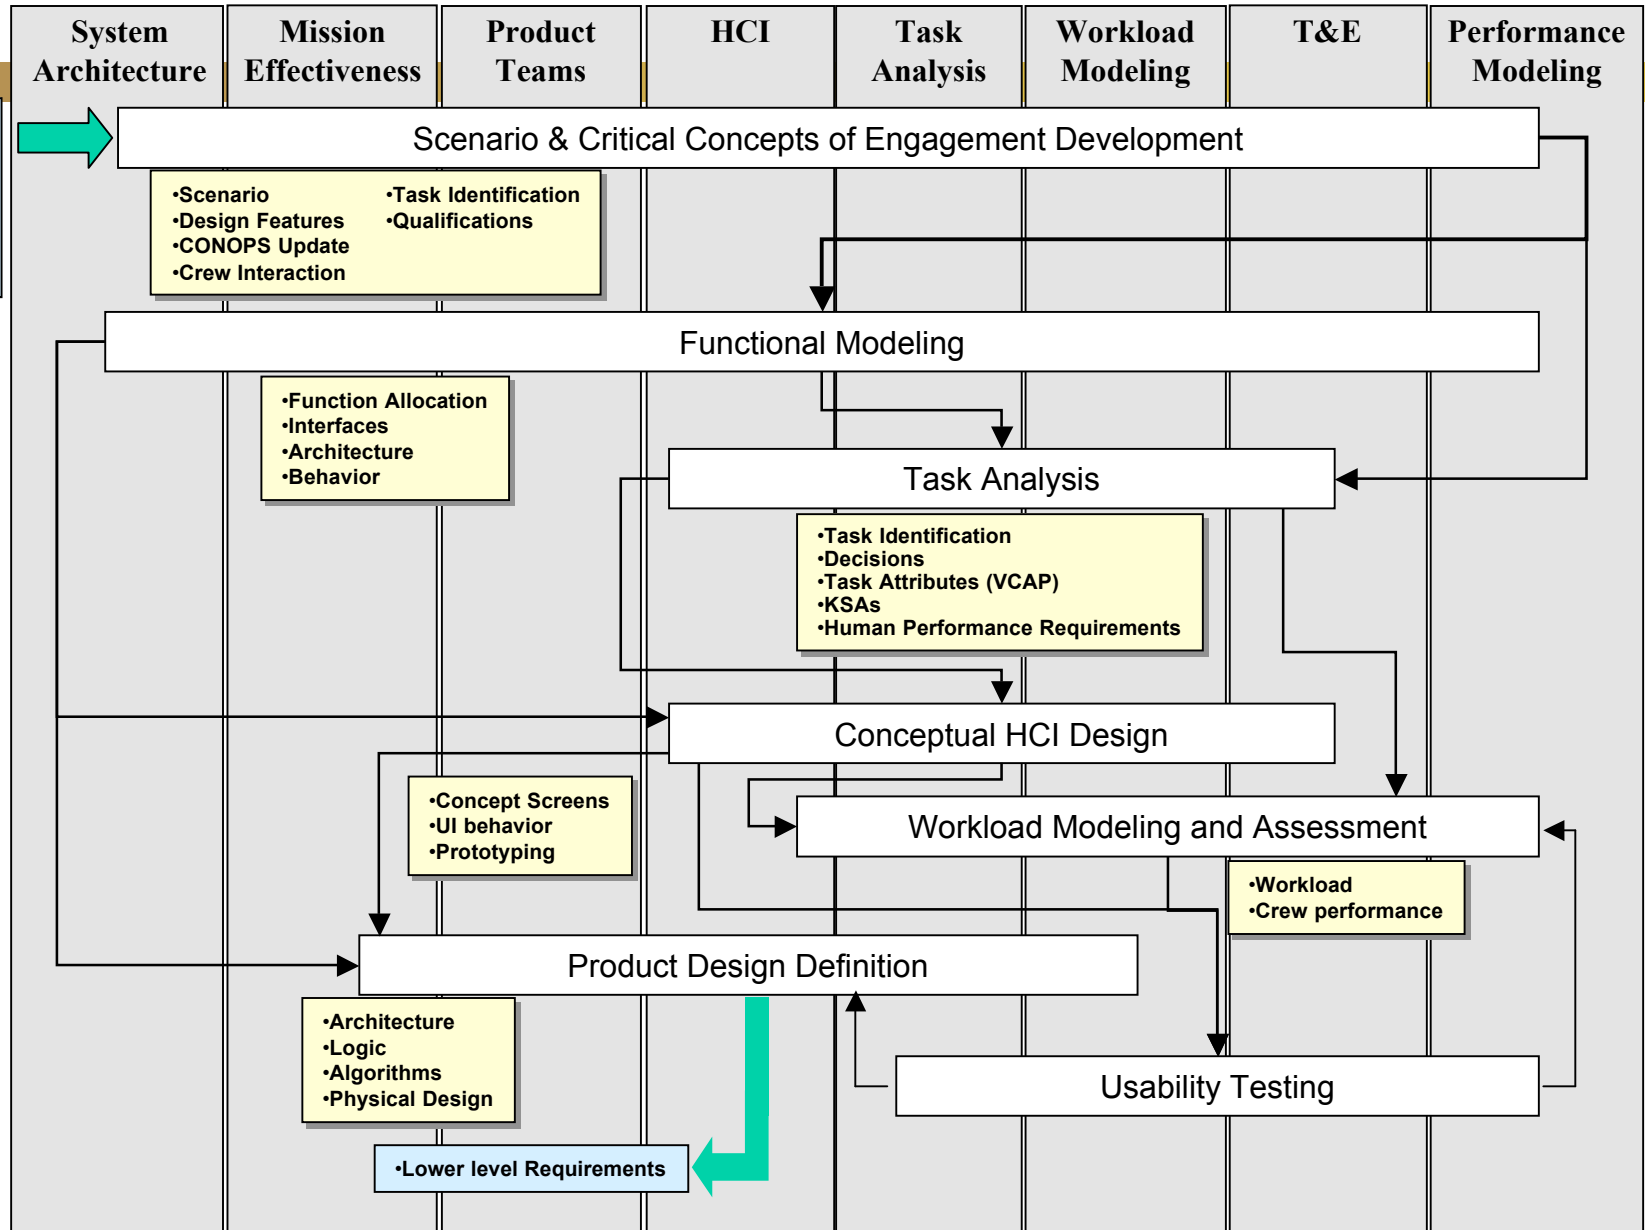 System
Architecture
Mission
Effectiveness
Product
Teams
HCI
Task
Analysis
Workload
Modeling
T&E
Performance
Modeling
Scenario & Critical Concepts of Engagement Development
•Scenario
•Design Features
•CONOPS Update
•Crew Interaction
•Task Identification
•Qualifications
Functional Modeling
•Function Allocation
•Interfaces
•Architecture
•Behavior
Task Analysis
•Task Identification
•Decisions
•Task Attributes (VCAP)
•KSAs
•Human Performance Requirements
Conceptual HCI Design
•Concept Screens
•UI behavior
•Prototyping
Workload Modeling and Assessment
•Workload
•Crew performance
Product Design Definition
•Architecture
•Logic
•Algorithms
•Physical Design
Usability Testing
•Lower level Requirements